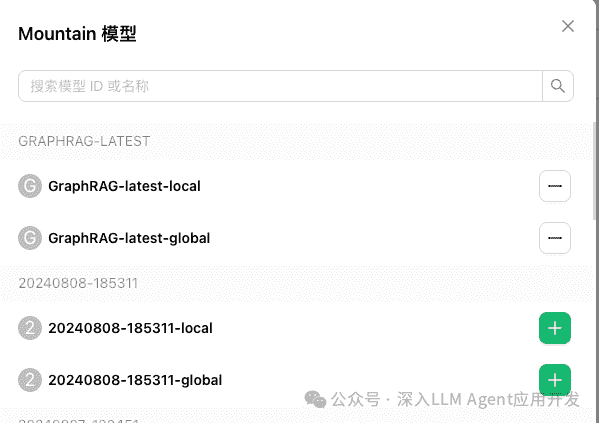 Mountain 模型
搜索模型 ID 或名称
GRAPHRAG-LATEST
G GraphRAG-latest-local
G GraphRAG-latest-global
20240808-185311
2 20240808-185311-local
2 20240808-185311-global
公众号 · 深入LLM Agent应用开发